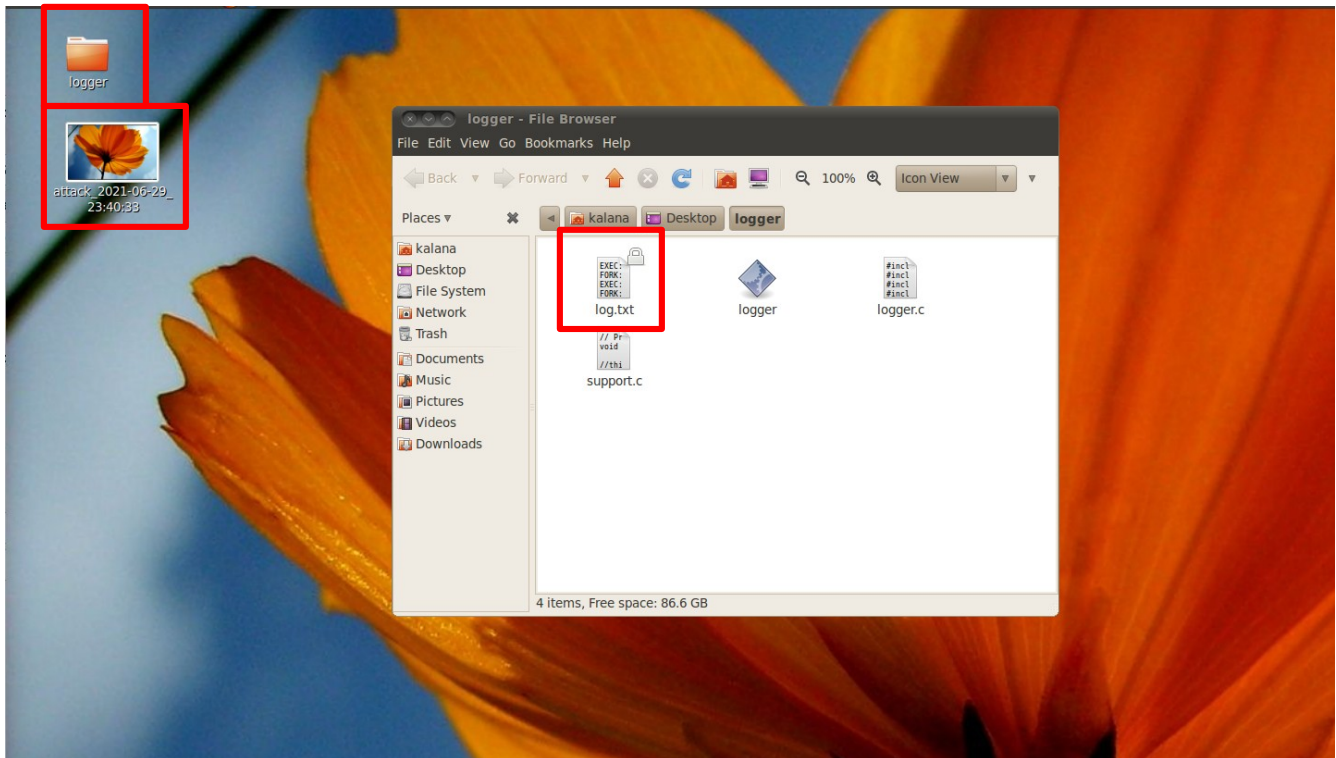 logger
attack_2021-06-29_
23:40:33
logger - File Browser
File Edit View Go Bookmarks Help
Back Forward 100% Icon View
Places kalana Desktop logger
kalana
Desktop
File System
Network
Trash
Documents
Music
Pictures
Videos
Downloads
EXEC:
FORK:
EXEC:
FORK:
log.txt
logger
#incl
#incl
#incl
#incl
logger.c
// Pr
void
//thi
support.c
4 items, Free space: 86.6 GB